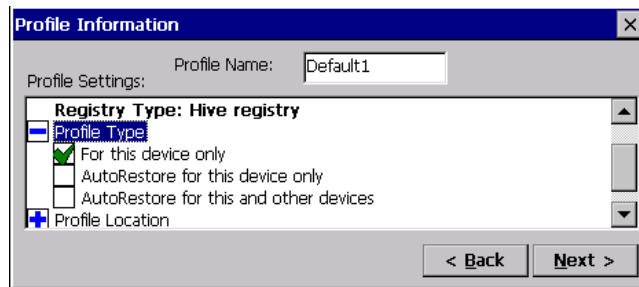 Profile Information
Profile Name: Default1
Profile Settings:
Registry Type: Hive registry
Profile Type
For this device only
AutoRestore for this device only
AutoRestore for this and other devices
Profile Location
< Back Next >